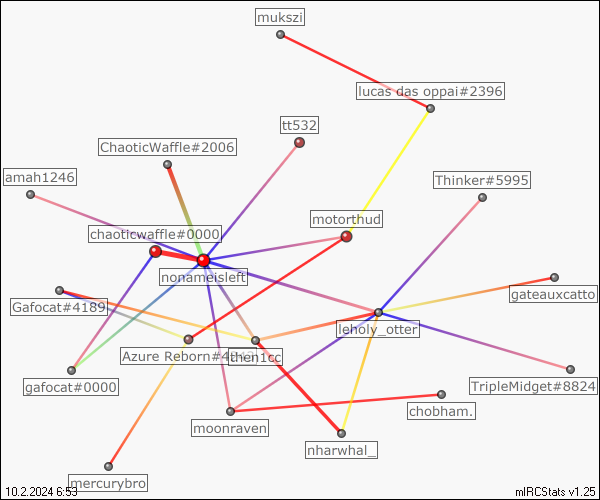 mukszi
lucas das oppai#2396
tt532
ChaoticWaffle#2006
amah1246
Thinker#5995
motorthud
chaoticwaffle#0000
nonameisleft
gateauxcatto
Gafocat#4189
leholy_otter
Azure Reborn#
then1cc
gafocat#0000
TripleMidget#8824
chobham.
moonraven
nharwhal_
mercurybro
10.2.2024 6:53
mIRCStats v1.25